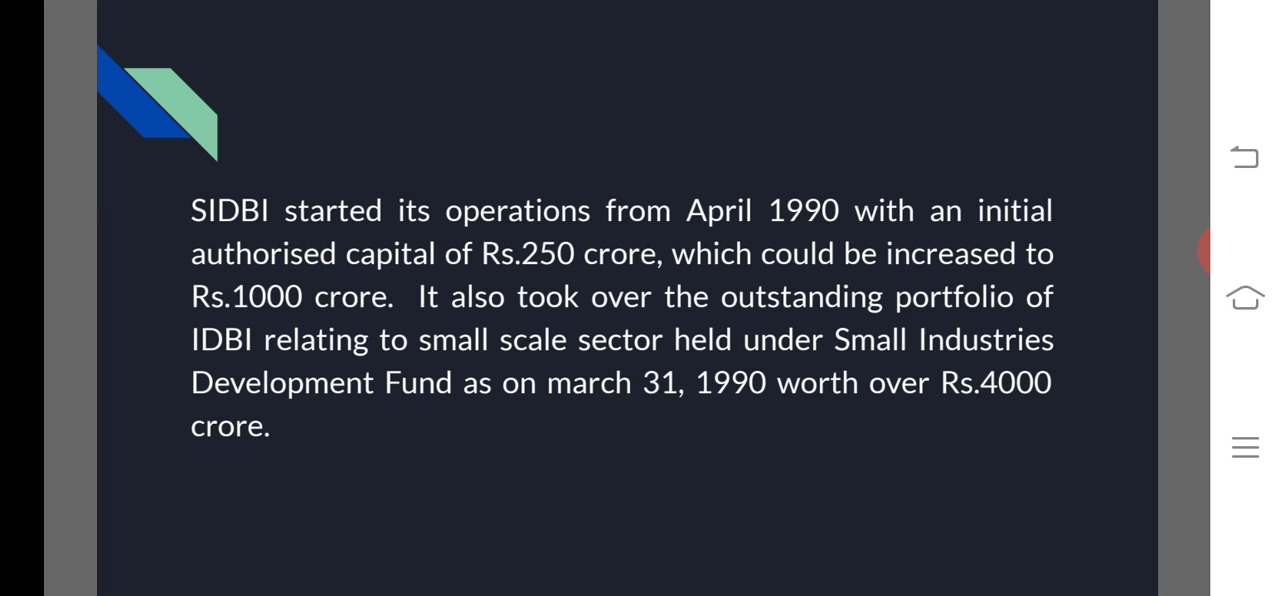 SIDBI started its operations from April 1990 with an initial
authorised capital of Rs.250 crore, which could be increased to
Rs.1000 crore.  It also took over the outstanding portfolio of
IDBI relating to small scale sector held under Small Industries
Development Fund as on march 31, 1990 worth over Rs.4000
crore.